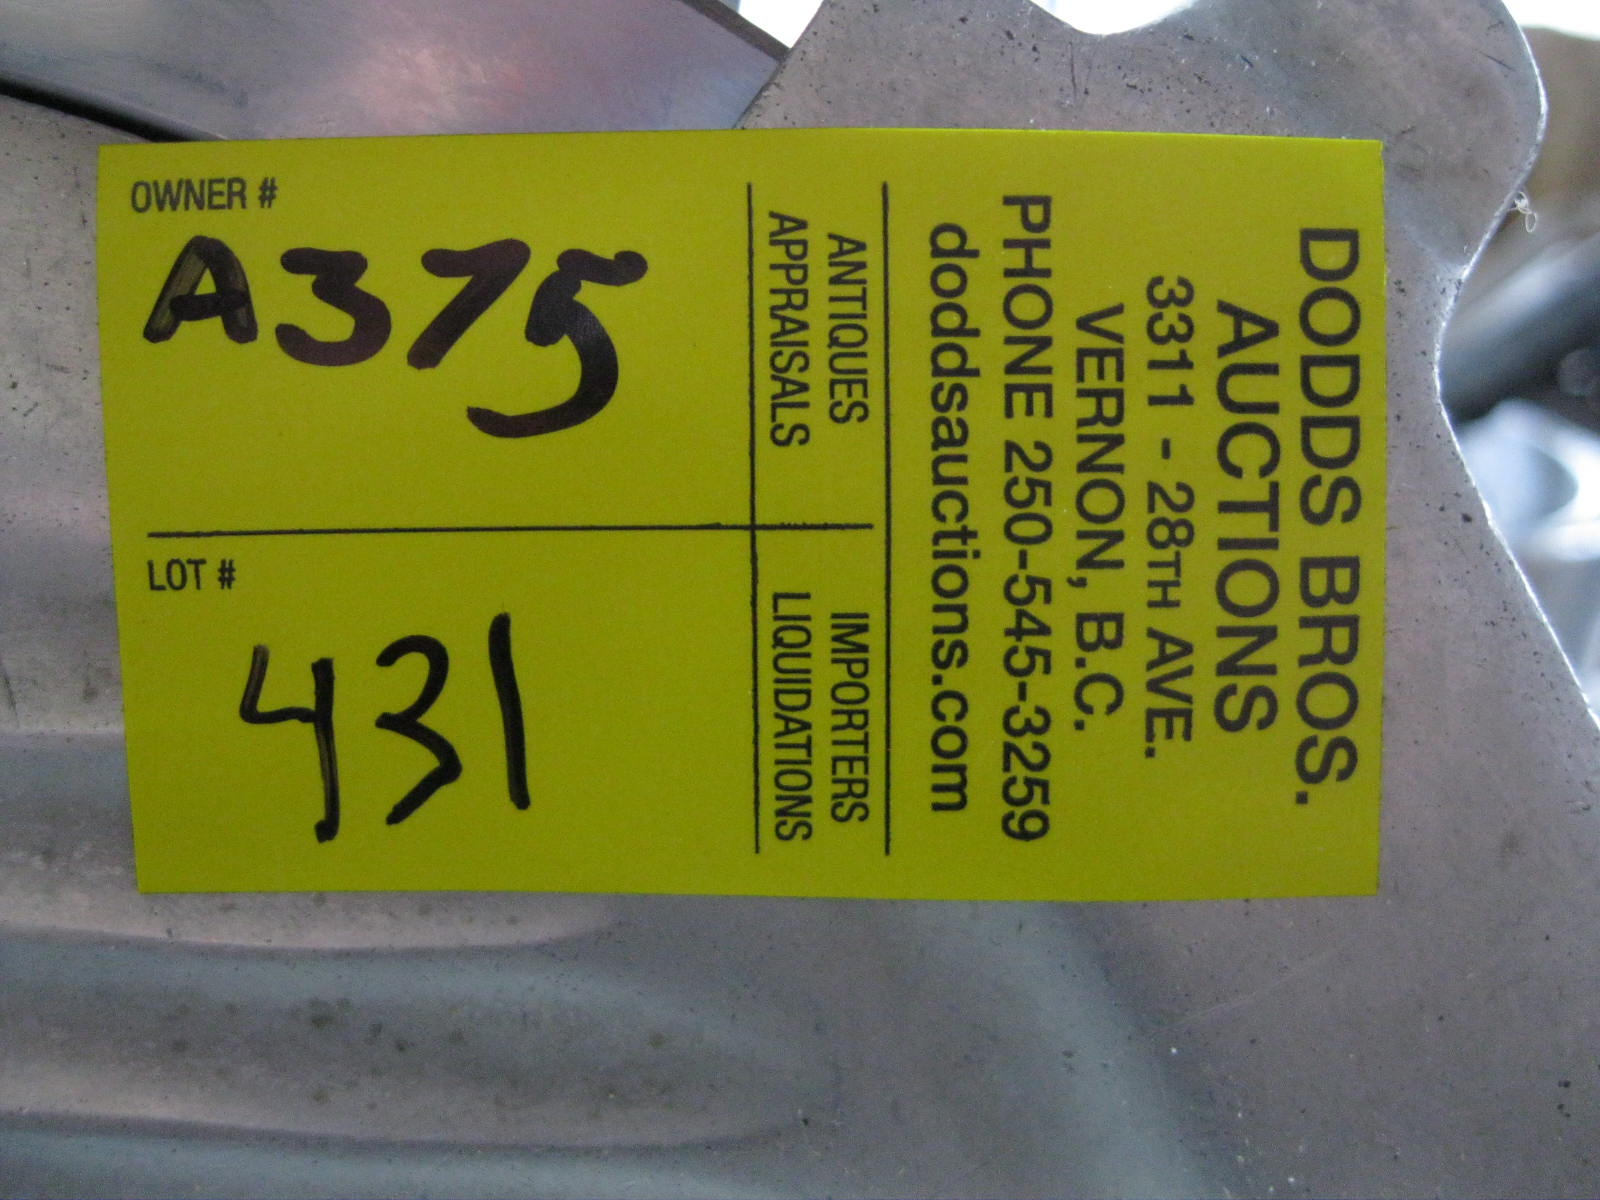 DODDS BROS.
AUCTIONS
3311 - 28TH AVE.
VERNON, B.C.
PHONE 250-545-3259
doddsauctions.com
ANTIQUES
APPRAISALS
IMPORTERS
LIQUIDATIONS
OWNER #
A375
LOT #
431